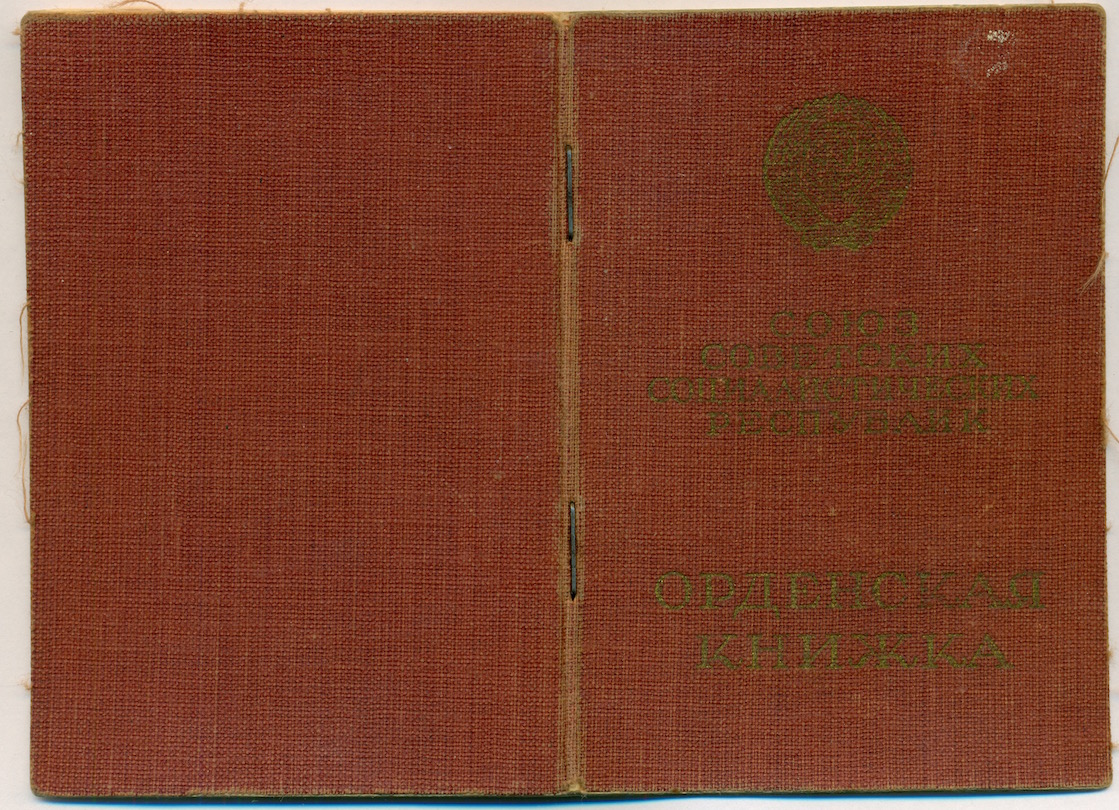 СОЮЗ
СОВЕТСКИХ
СОЦИАЛИСТИЧЕСКИХ
РЕСПУБЛИК
ОРДЕНСКАЯ
КНИЖКА